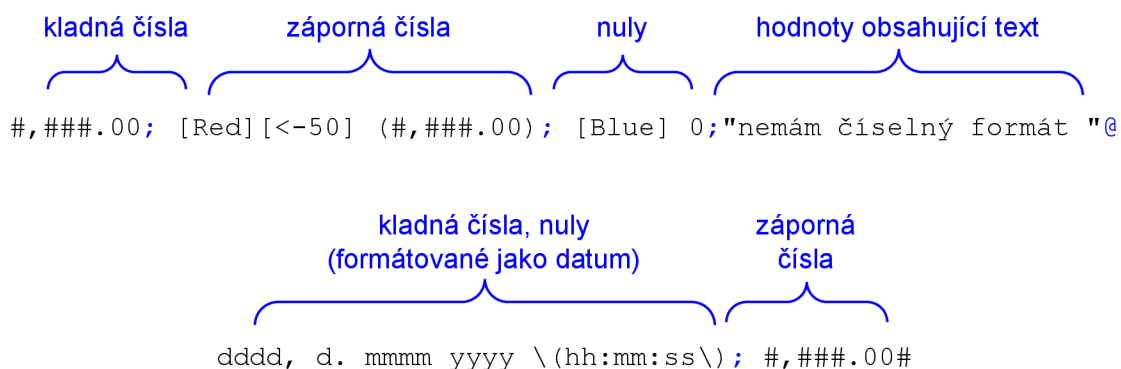 kladná čísla záporná čísla nuly hodnoty obsahující text
#,###.00; [Red][<-50] (#,###.00); [Blue] 0;"nemám číselný formát "@
kladná čísla, nuly záporná
(formátované jako datum) čísla
dddd, d. mmmm yyyy \(hh:mm:ss\); #,###.00#